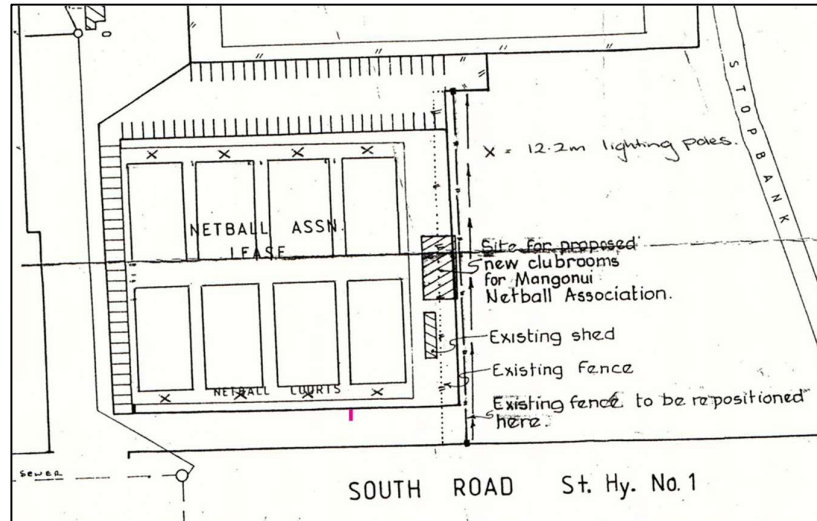 STOPBANK
X = 12.2m lighting poles.
NETBALL ASSN.
LEASE
Site for proposed
new clubrooms
for Mangonui
Netball Association.
Existing shed
Existing Fence
NETBALL COURTS
Existing fence to be repositioned
here.
SEWER
SOUTH ROAD St. Hy. No. 1